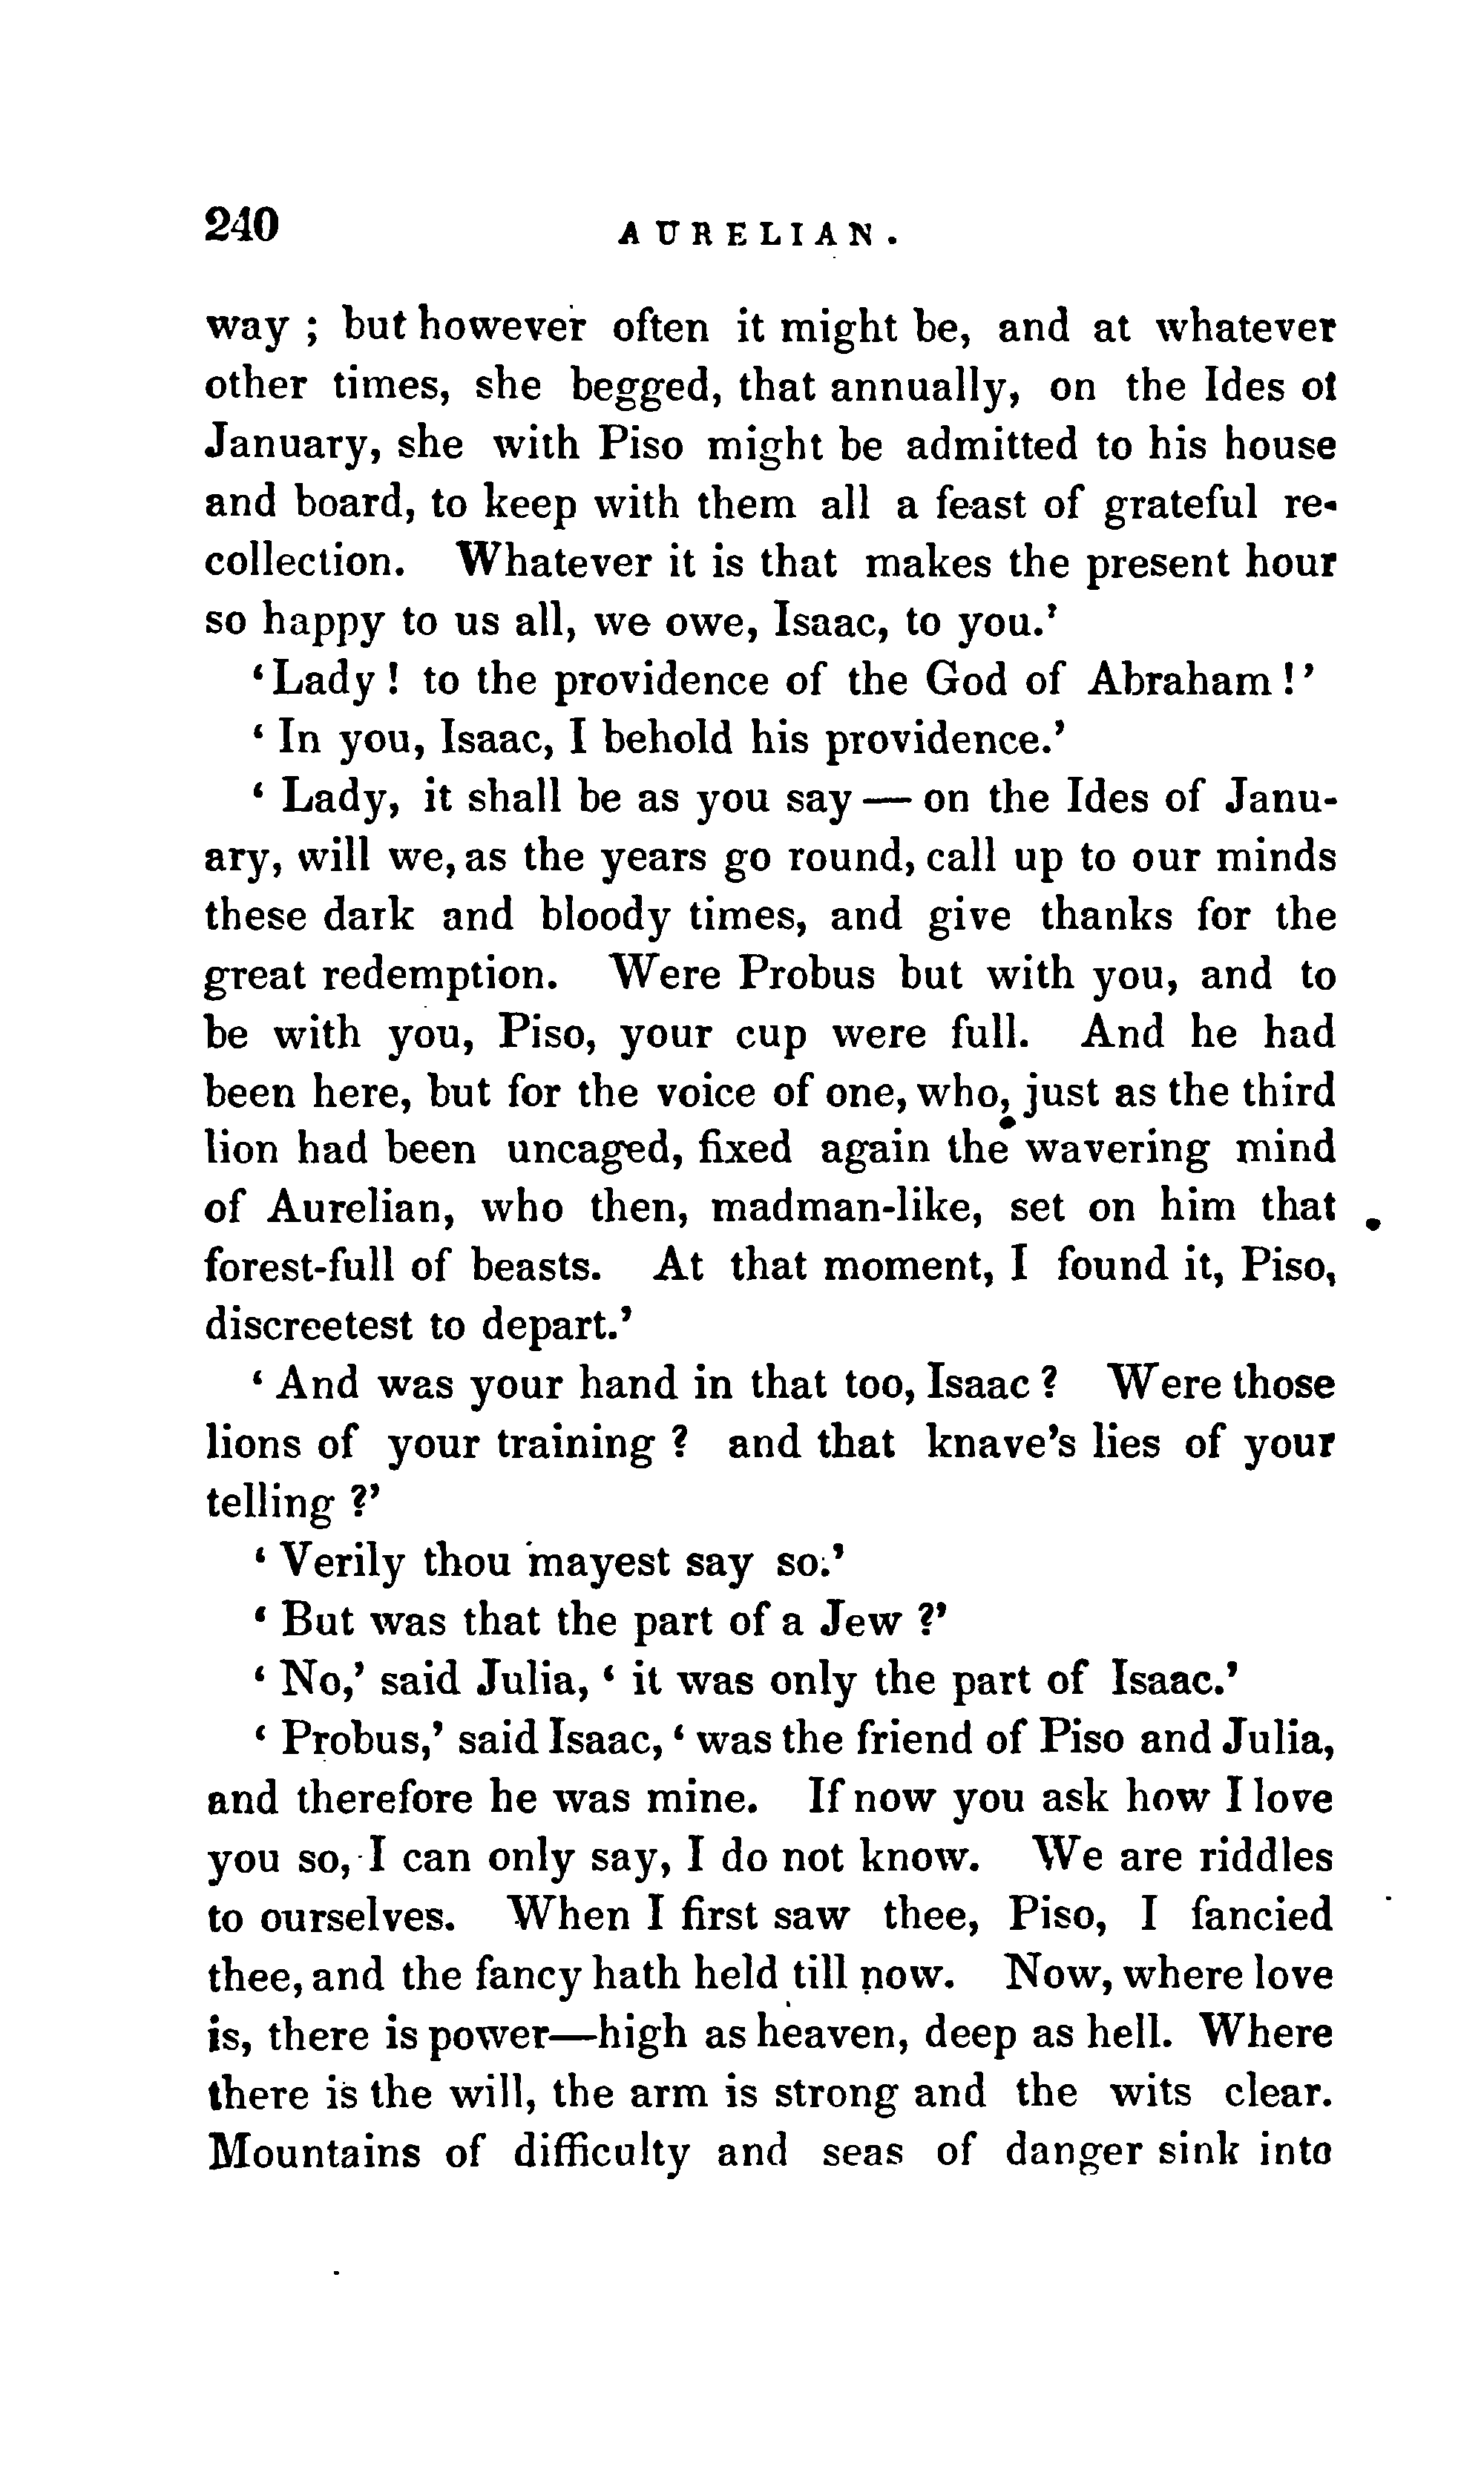 240 AURELIAN.
way ; but however often it might be, and at whatever
other times, she begged, that annually, on the Ides of
January, she with Piso might be admitted to his house
and board, to keep with them all a feast of grateful re-
collection. Whatever it is that makes the present hour
so happy to us all, we owe, Isaac, to you.'
'Lady! to the providence of the God of Abraham!'
'In you, Isaac, I behold his providence.'
'Lady, it shall be as you say — on the Ides of Janu-
ary, will we, as the years go round, call up to our minds
these dark and bloody times, and give thanks for the
great redemption. Were Probus but with you, and to
be with you, Piso, your cup were full. And he had
been here, but for the voice of one, who, just as the third
lion had been uncaged, fixed again the wavering mind
of Aurelian, who then, madman-like, set on him that
forest-full of beasts. At that moment, I found it, Piso,
discreetest to depart.'
'And was your hand in that too, Isaac? Were those
lions of your training? and that knave's lies of your
telling?'
'Verily thou mayest say so.'
'But was that the part of a Jew?'
'No,' said Julia, 'it was only the part of Isaac.'
'Probus,' said Isaac, 'was the friend of Piso and Julia,
and therefore he was mine. If now you ask how I love
you so, I can only say, I do not know. We are riddles
to ourselves. When I first saw thee, Piso, I fancied
thee, and the fancy hath held till now. Now, where love
is, there is power—high as heaven, deep as hell. Where
there is the will, the arm is strong and the wits clear.
Mountains of difficulty and seas of danger sink into